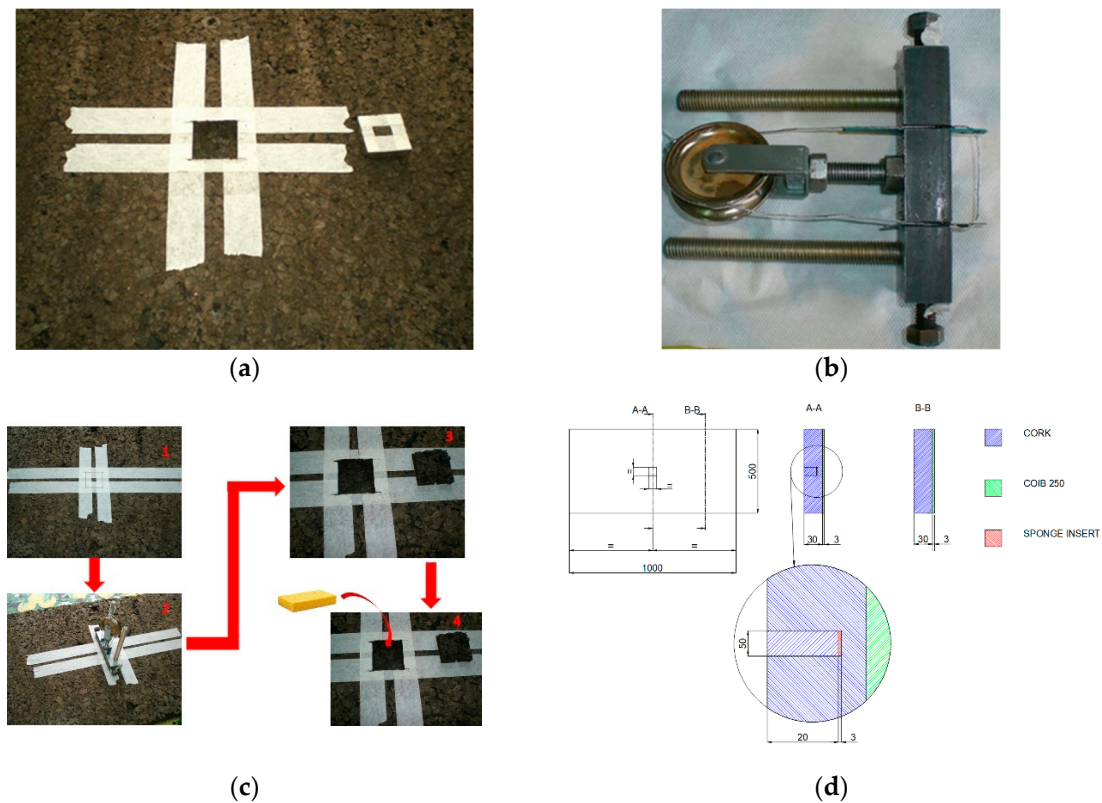 (a)
(b)
1
2
3
4
(c)
A-A
B-B
=
=
500
=
=
1000
A-A
30
3
B-B
30
3
CORK
COIB 250
SPONGE INSERT
50
20
3
(d)